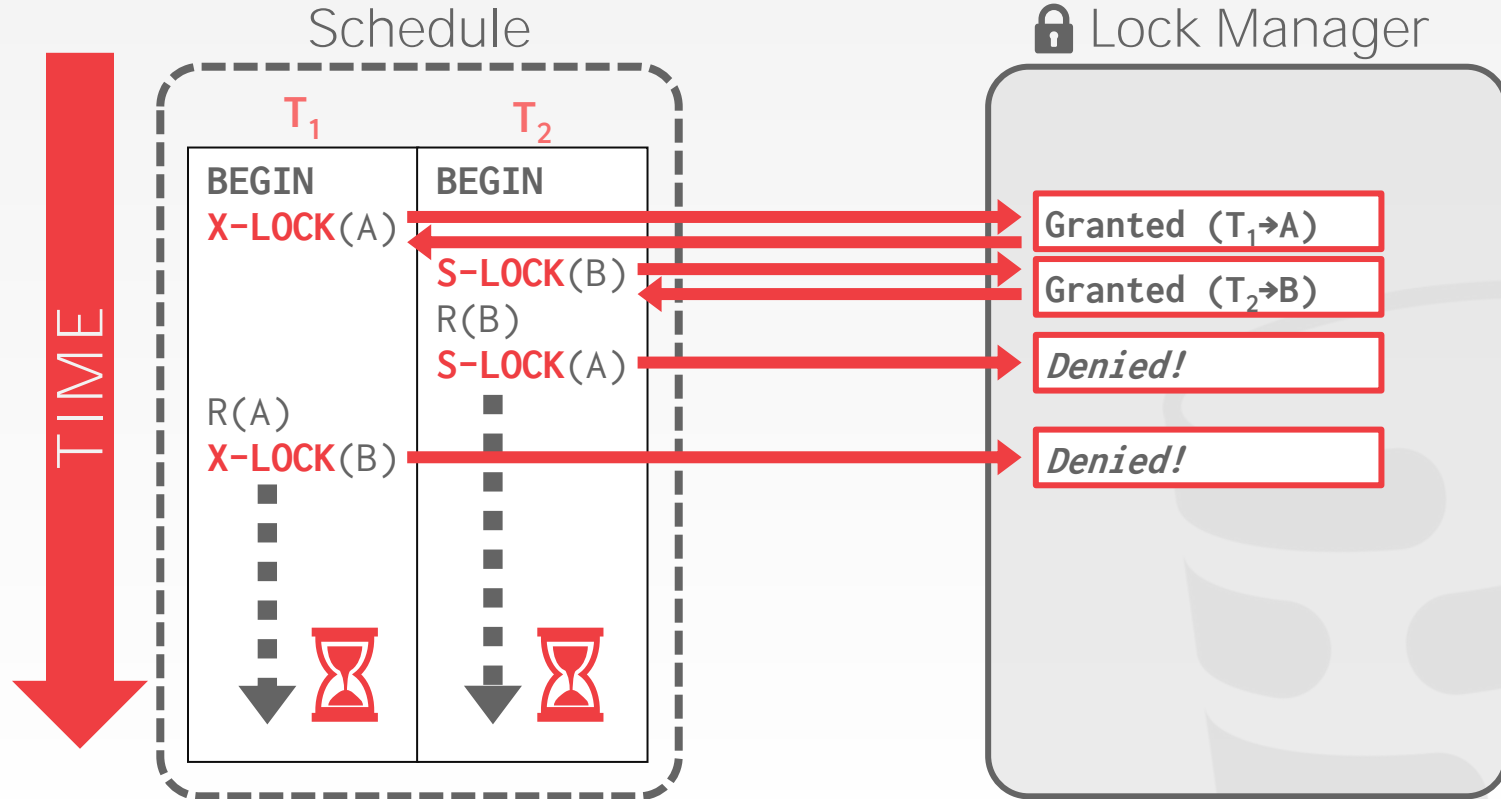 Schedule
Lock Manager
TIME
T₁ T₂
BEGIN BEGIN
X-LOCK(A)
Granted (T₁→A)
S-LOCK(B)
Granted (T₂→B)
R(B)
S-LOCK(A)
Denied!
R(A)
X-LOCK(B)
Denied!